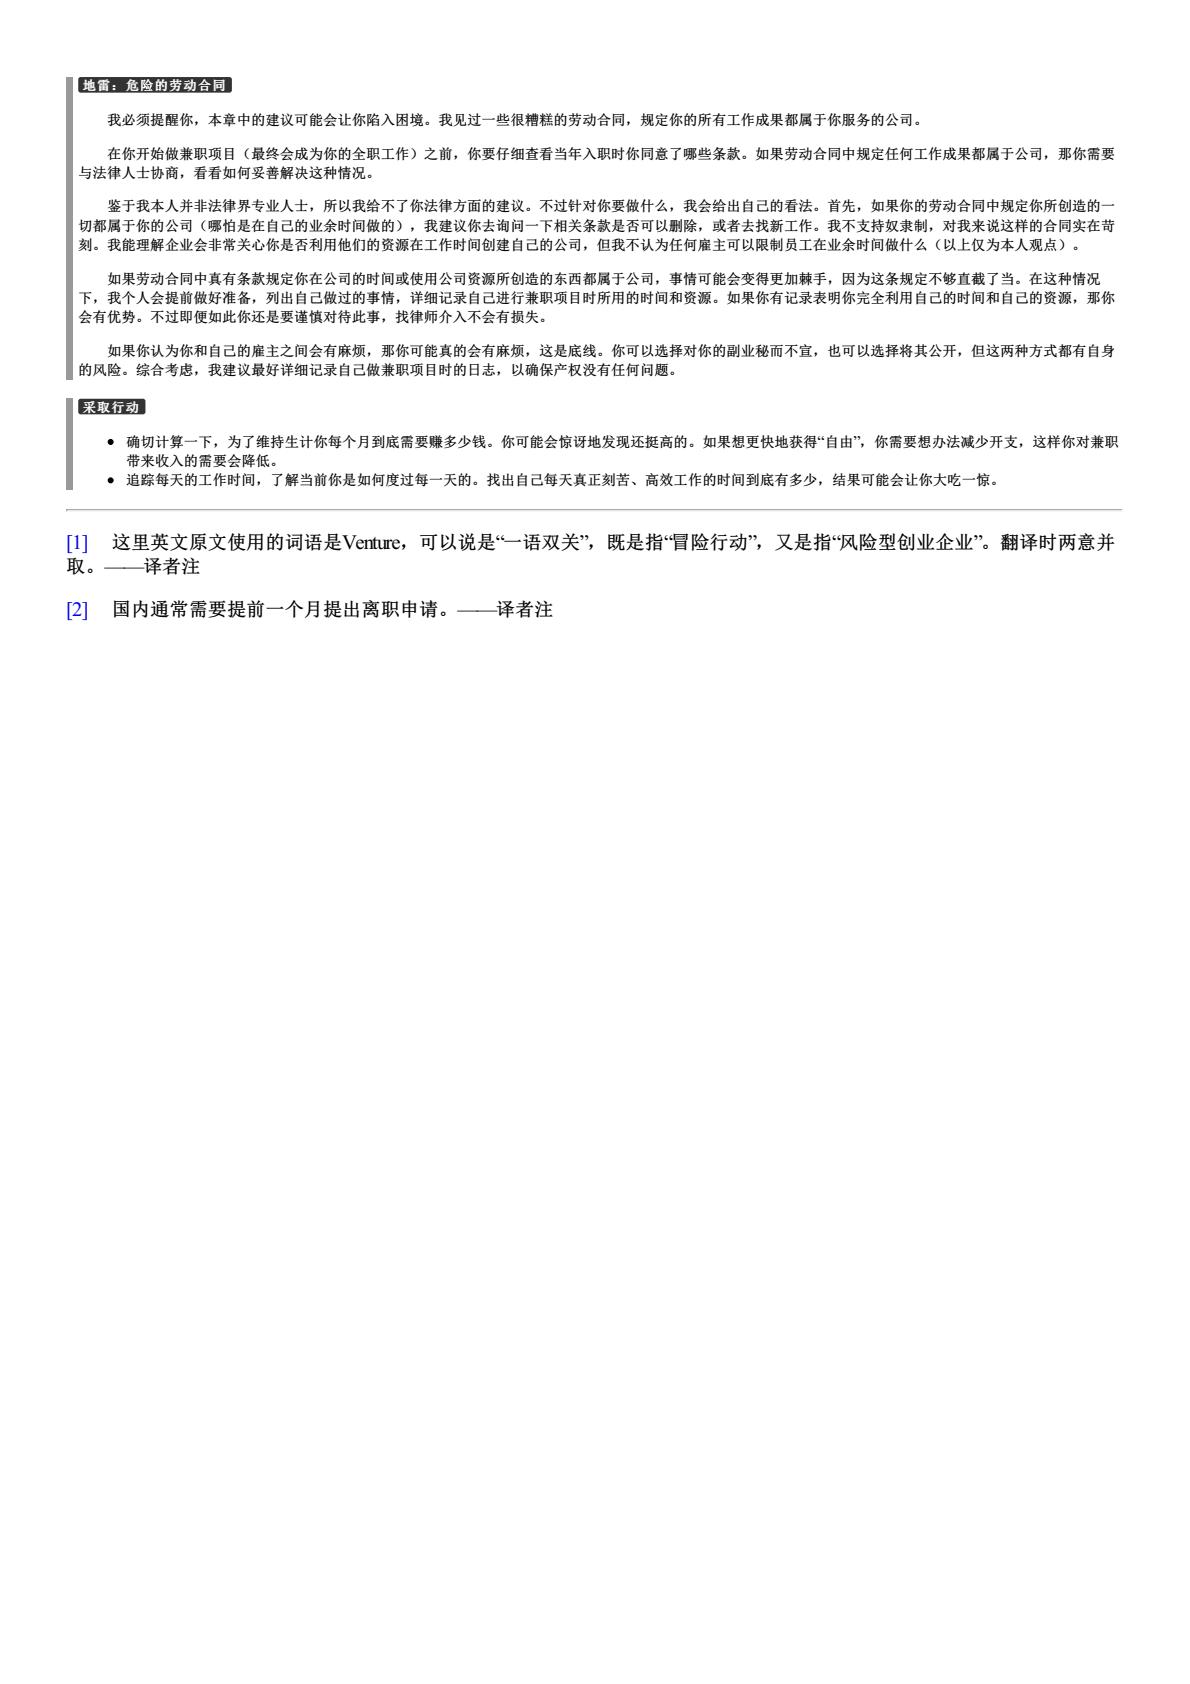 地雷：危险的劳动合同
我必须提醒你，本章中的建议可能会让你陷入困境。我见过一些很糟糕的劳动合同，规定你的所有工作成果都属于你服务的公司。
在你开始做兼职项目（最终会成为你的全职工作）之前，你要仔细查看当年入职时你同意了哪些条款。如果劳动合同中规定任何工作成果都属于公司，那你需要
与法律人士协商，看看如何妥善解决这种情况。
鉴于我本人并非法律界专业人士，所以我给不了你法律方面的建议。不过针对你要做什么，我会给出自己的看法。首先，如果你的劳动合同中规定你所创造的一
切都属于你的公司（哪怕是在自己的业余时间做的），我建议你去询问一下相关条款是否可以删除，或者去找新工作。我不支持奴隶制，对我来说这样的合同实在苛
刻。我能理解企业会非常关心你是否利用他们的资源在工作时间创建自己的公司，但我不认为任何雇主可以限制员工在业余时间做什么（以上仅为本人观点）。
如果劳动合同中真有条款规定你在公司的时间或使用公司资源所创造的东西都属于公司，事情可能会变得更加棘手，因为这条规定不够直截了当。在这种情况
下，我个人会提前做好准备，列出自己做过的事情，详细记录自己进行兼职项目时所用的时间和资源。如果你有记录表明你完全利用自己的时间和自己的资源，那你
会有优势。不过即便如此你还是要谨慎对待此事，找律师介入不会有损失。
如果你认为你和自己的雇主之间会有麻烦，那你可能真的会有麻烦，这是底线。你可以选择对你的副业秘而不宣，也可以选择将其公开，但这两种方式都有自身
的风险。综合考虑，我建议最好详细记录自己做兼职项目时的日志，以确保产权没有任何问题。
采取行动
● 确切计算一下，为了维持生计你每个月到底需要赚多少钱。你可能会惊讶地发现还挺高的。如果想更快地获得“自由”，你需要想办法减少开支，这样你对兼职
带来收入的需要会降低。
● 追踪每天的工作时间，了解当前你是如何度过每一天的。找出自己每天真正刻苦、高效工作的时间到底有多少，结果可能会让你大吃一惊。
[1] 这里英文原文使用的词语是Venture，可以说是“一语双关”，既是指“冒险行动”，又是指“风险型创业企业”。翻译时两意并
取。——译者注
[2] 国内通常需要提前一个月提出离职申请。——译者注